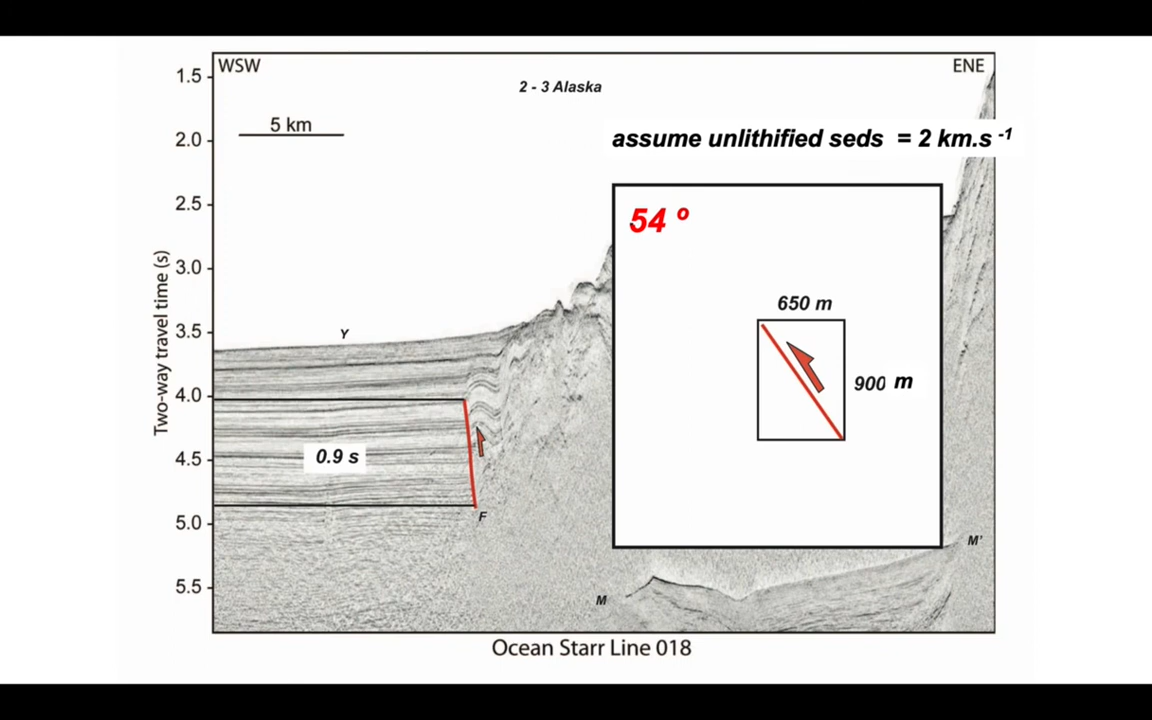 WSW
ENE
2 - 3 Alaska
5 km
assume unlithified seds = 2 km.s -1
1.5
2.0
2.5
3.0
3.5
4.0
4.5
5.0
5.5
Two-way travel time (s)
54 º
650 m
900 m
Y
0.9 s
F
M
M'
Ocean Starr Line 018